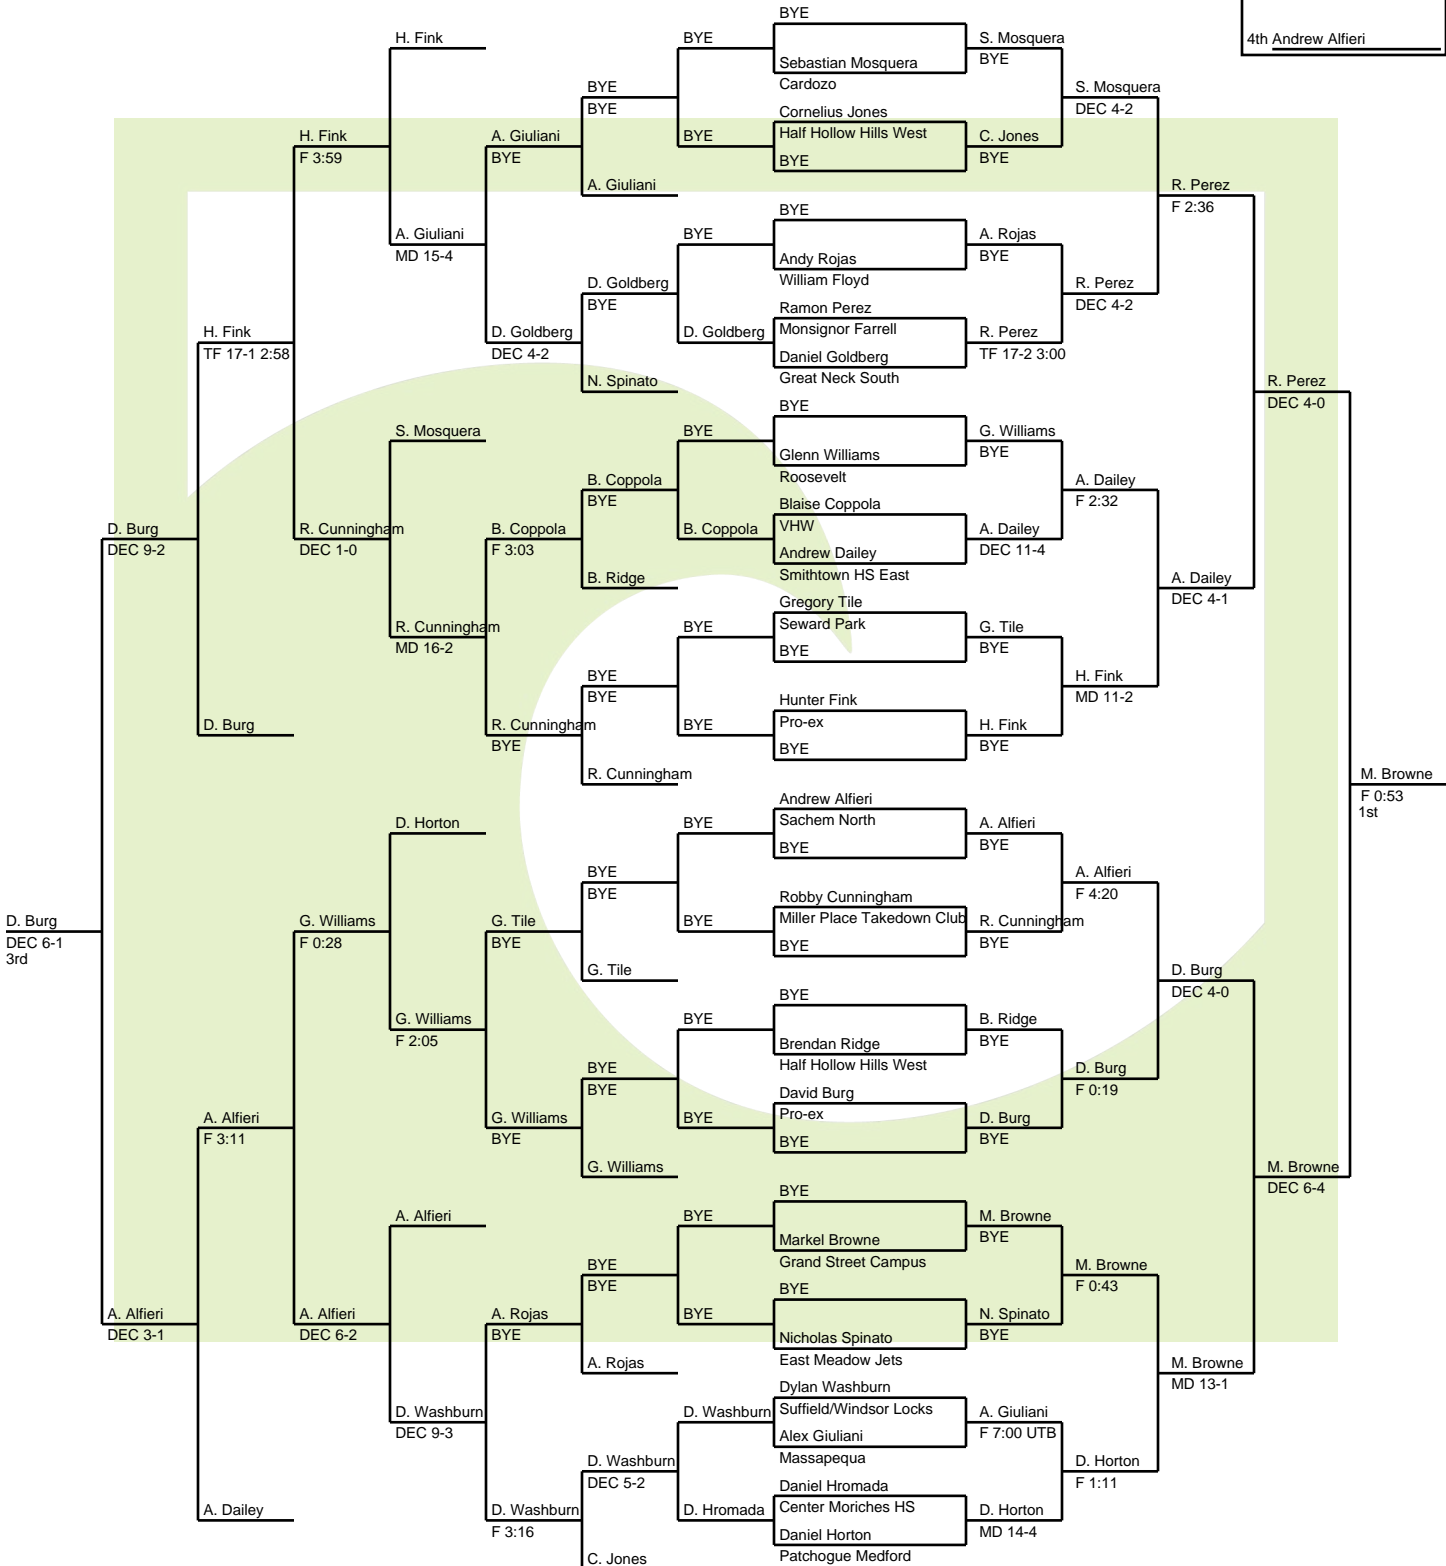 BYE
H. Fink
BYE
S. Mosquera
4th Andrew Alfieri
Sebastian Mosquera
BYE
Cardozo
BYE
BYE
S. Mosquera
DEC 4-2
Cornelius Jones
H. Fink
F 3:59
A. Giuliani
BYE
BYE
Half Hollow Hills West
C. Jones
BYE
BYE
A. Giuliani
R. Perez
F 2:36
BYE
A. Giuliani
MD 15-4
BYE
A. Rojas
BYE
Andy Rojas
William Floyd
D. Goldberg
BYE
R. Perez
DEC 4-2
Ramon Perez
H. Fink
TF 17-1 2:58
D. Goldberg
DEC 4-2
D. Goldberg
Monsignor Farrell
R. Perez
TF 17-2 3:00
Daniel Goldberg
Great Neck South
N. Spinato
R. Perez
DEC 4-0
BYE
S. Mosquera
BYE
G. Williams
BYE
Glenn Williams
Roosevelt
B. Coppola
BYE
A. Dailey
F 2:32
Blaise Coppola
D. Burg
DEC 9-2
R. Cunningham
DEC 1-0
B. Coppola
F 3:03
B. Coppola
VHW
A. Dailey
DEC 11-4
Andrew Dailey
Smithtown HS East
B. Ridge
A. Dailey
DEC 4-1
Gregory Tile
R. Cunningham
MD 16-2
BYE
Seward Park
G. Tile
BYE
BYE
BYE
BYE
H. Fink
MD 11-2
Hunter Fink
D. Burg
R. Cunningham
BYE
BYE
Pro-ex
H. Fink
BYE
BYE
R. Cunningham
M. Browne
F 0:53
1st
Andrew Alfieri
D. Horton
BYE
Sachem North
A. Alfieri
BYE
BYE
BYE
BYE
A. Alfieri
F 4:20
Robby Cunningham
D. Burg
DEC 6-1
3rd
G. Williams
F 0:28
G. Tile
BYE
BYE
Miller Place Takedown Club
R. Cunningham
BYE
BYE
G. Tile
D. Burg
DEC 4-0
BYE
G. Williams
F 2:05
BYE
B. Ridge
BYE
Brendan Ridge
Half Hollow Hills West
BYE
BYE
D. Burg
F 0:19
David Burg
A. Alfieri
F 3:11
G. Williams
BYE
BYE
Pro-ex
D. Burg
BYE
BYE
G. Williams
M. Browne
DEC 6-4
BYE
A. Alfieri
BYE
M. Browne
BYE
Markel Browne
Grand Street Campus
BYE
BYE
M. Browne
F 0:43
BYE
A. Alfieri
DEC 3-1
A. Alfieri
DEC 6-2
A. Rojas
BYE
BYE
N. Spinato
BYE
Nicholas Spinato
East Meadow Jets
A. Rojas
M. Browne
MD 13-1
Dylan Washburn
D. Washburn
DEC 9-3
D. Washburn
Suffield/Windsor Locks
A. Giuliani
F 7:00 UTB
Alex Giuliani
Massapequa
D. Washburn
DEC 5-2
D. Horton
F 1:11
Daniel Hromada
A. Dailey
D. Washburn
F 3:16
D. Hromada
Center Moriches HS
D. Horton
MD 14-4
Daniel Horton
Patchogue Medford
C. Jones